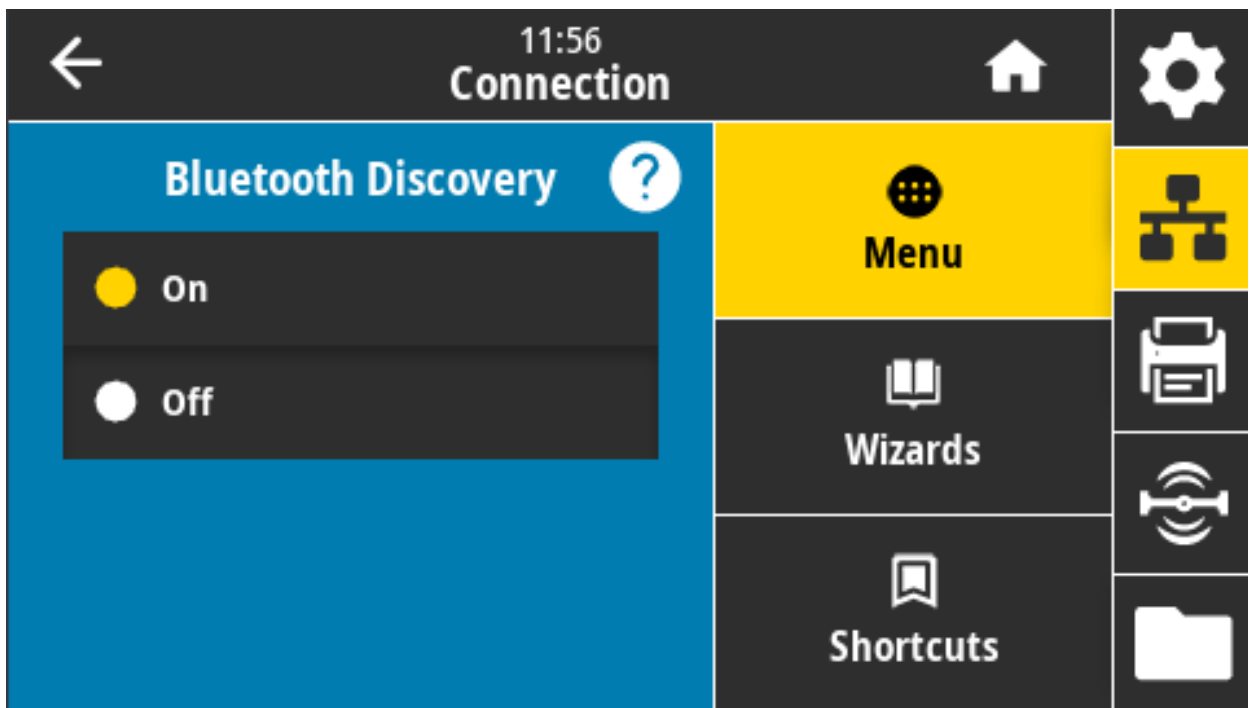 11:56
Connection
Bluetooth Discovery
?
On
Off
Menu
Wizards
Shortcuts